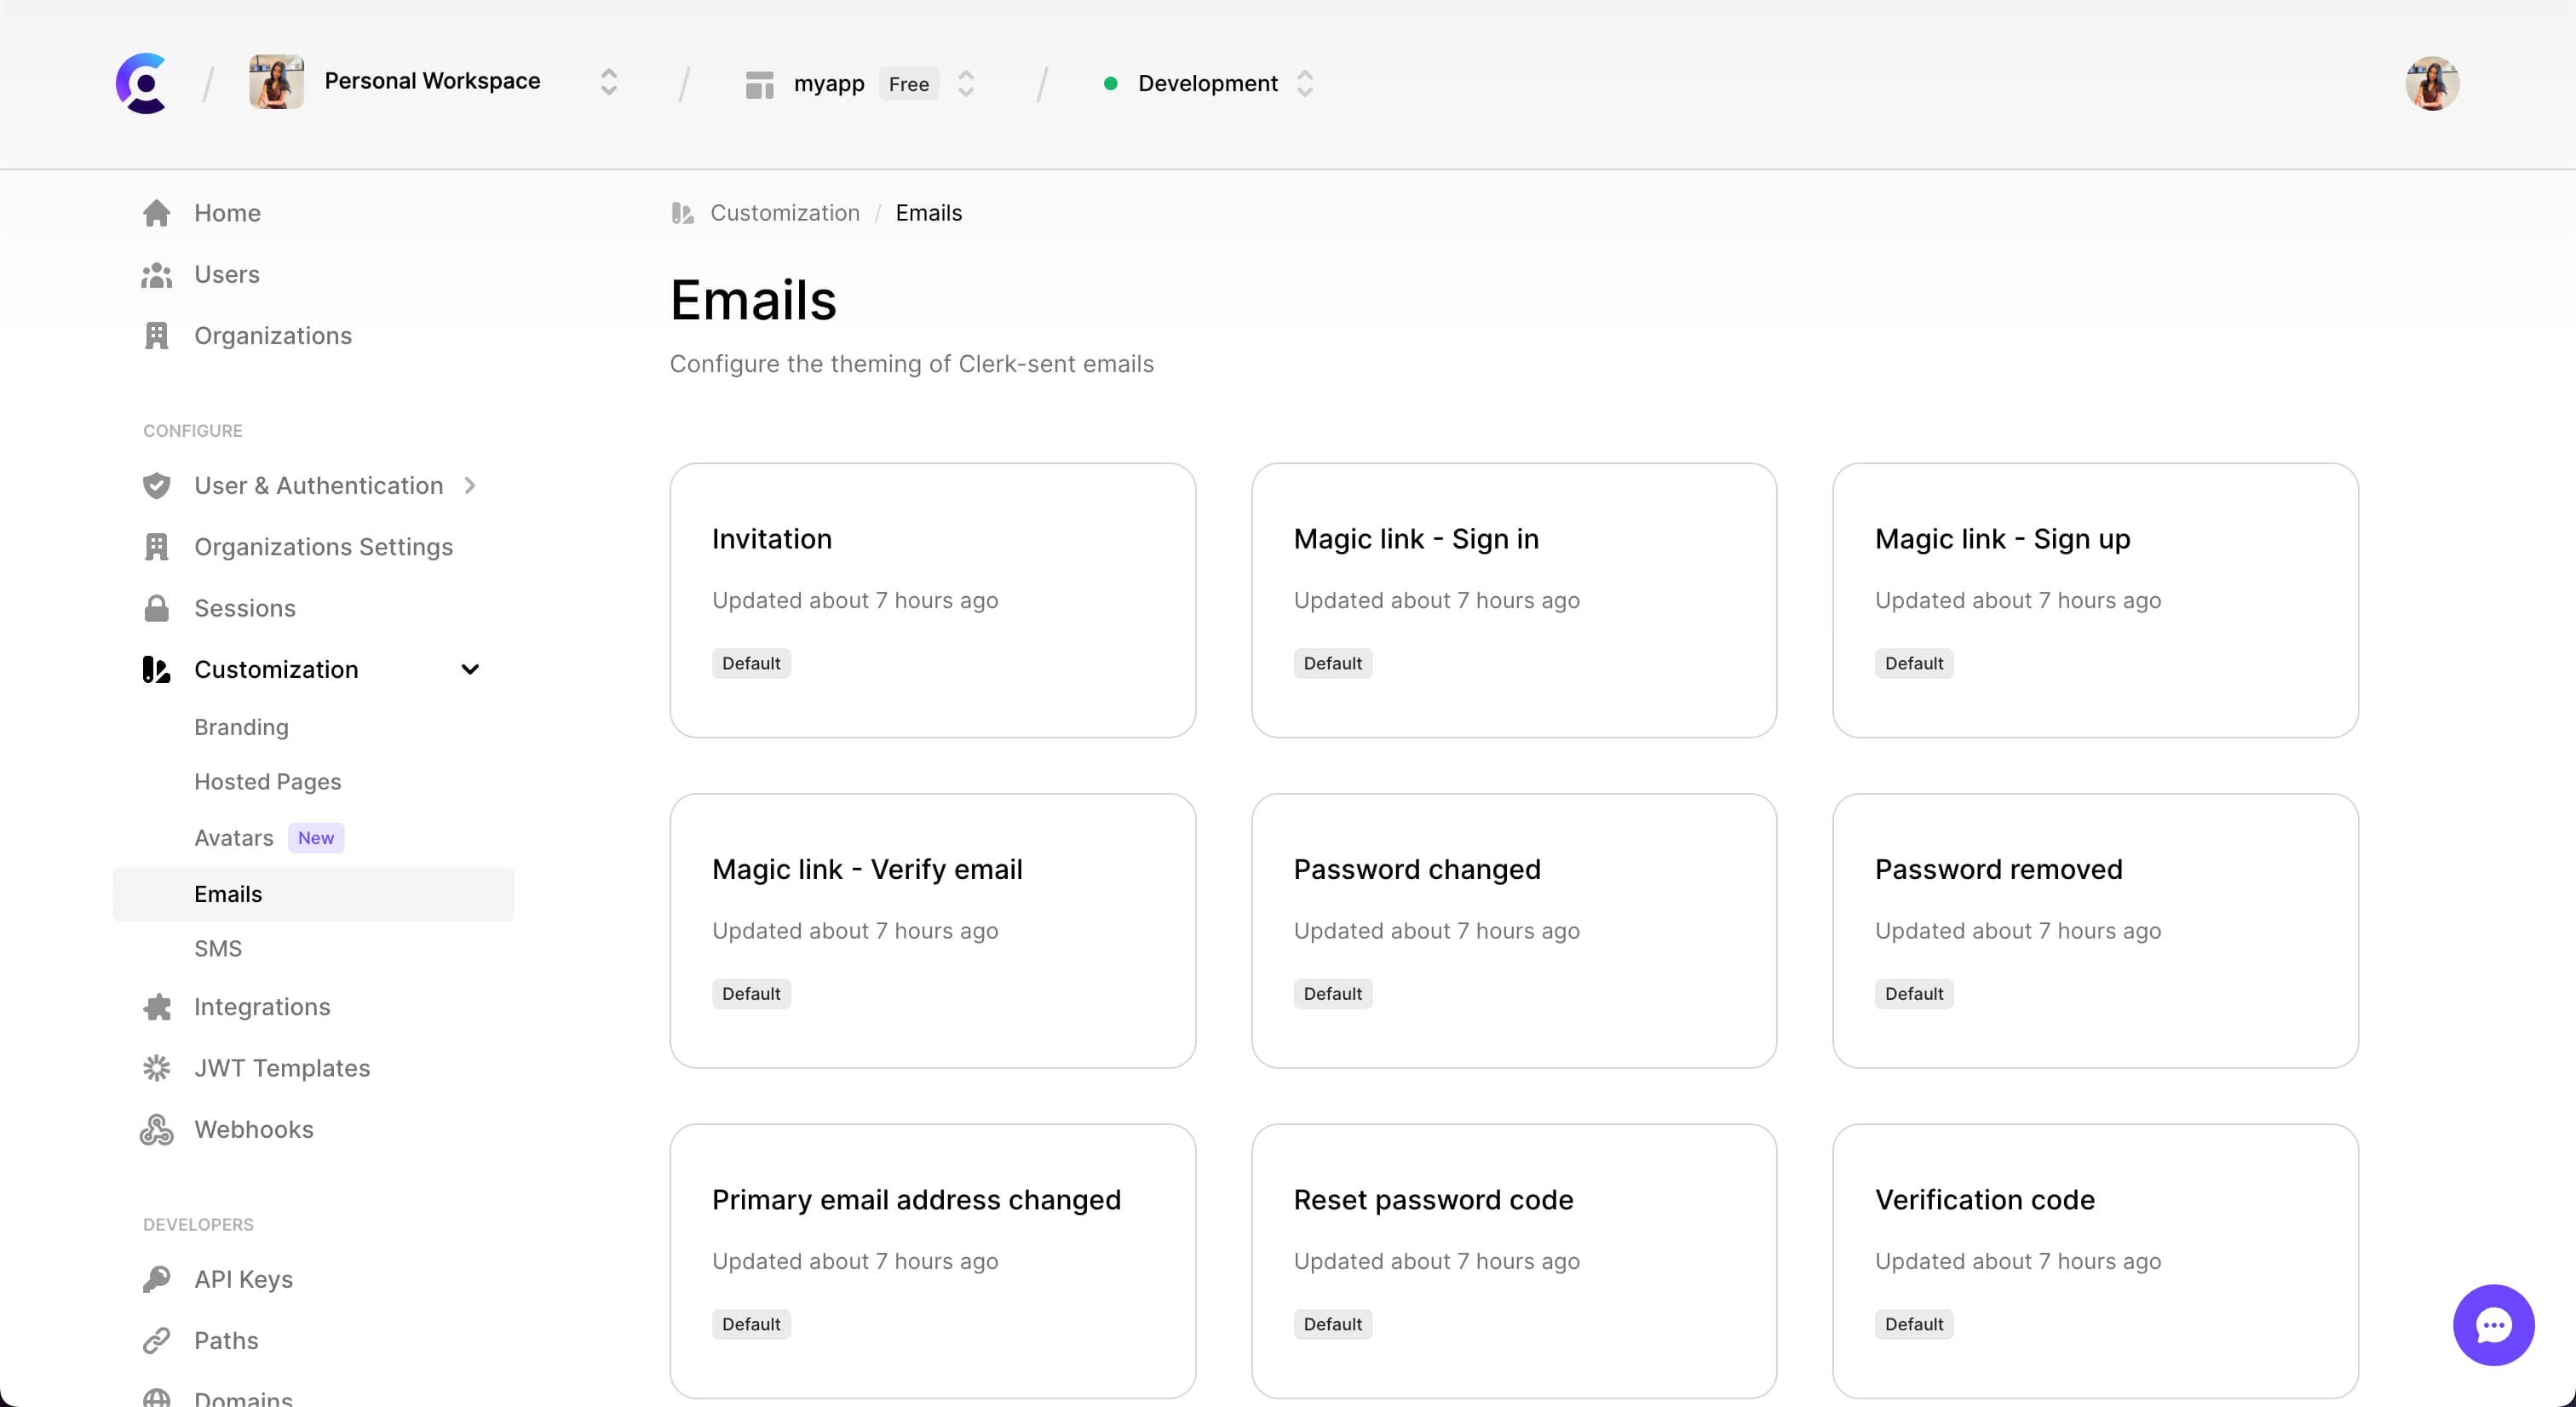 Personal Workspace
myapp Free
Development
Home
Users
Organizations
CONFIGURE
User & Authentication
Organizations Settings
Sessions
Customization
Branding
Hosted Pages
Avatars New
Emails
SMS
Integrations
JWT Templates
Webhooks
DEVELOPERS
API Keys
Paths
Domains
Customization / Emails
Emails
Configure the theming of Clerk-sent emails
Invitation
Updated about 7 hours ago
Default
Magic link - Sign in
Updated about 7 hours ago
Default
Magic link - Sign up
Updated about 7 hours ago
Default
Magic link - Verify email
Updated about 7 hours ago
Default
Password changed
Updated about 7 hours ago
Default
Password removed
Updated about 7 hours ago
Default
Primary email address changed
Updated about 7 hours ago
Default
Reset password code
Updated about 7 hours ago
Default
Verification code
Updated about 7 hours ago
Default